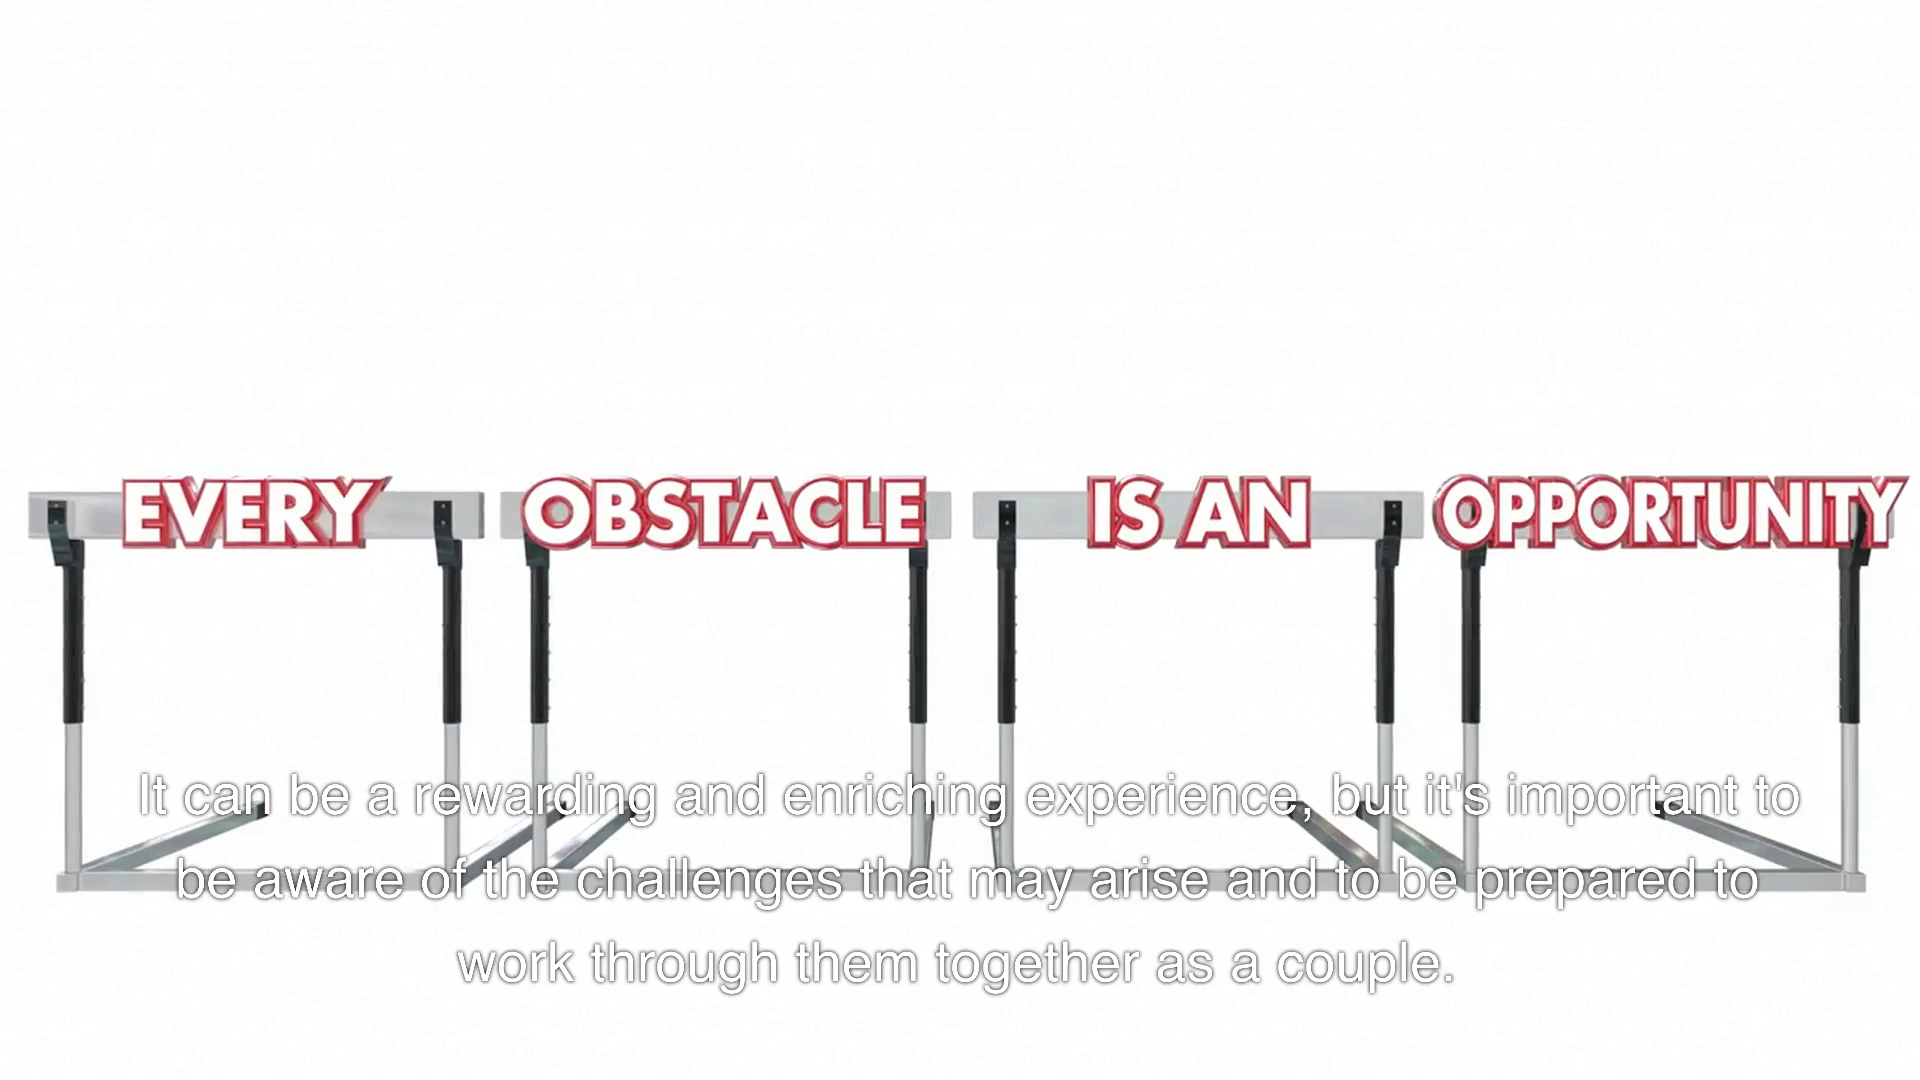 EVERY OBSTACLE IS AN OPPORTUNITY
It can be a rewarding and enriching experience, but it's important to
be aware of the challenges that may arise and to be prepared to
work through them together as a couple.